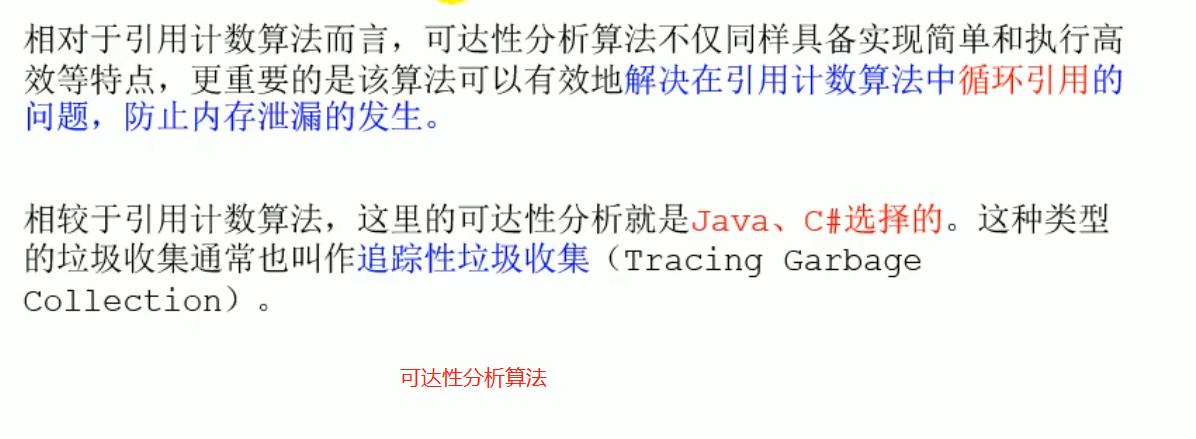 相对于引用计数算法而言，可达性分析算法不仅同样具备实现简单和执行高
效等特点，更重要的是该算法可以有效地解决在引用计数算法中循环引用的
问题，防止内存泄漏的发生。
相较于引用计数算法，这里的可达性分析就是Java、C#选择的。这种类型
的垃圾收集通常也叫作追踪性垃圾收集（Tracing Garbage
Collection）。
可达性分析算法